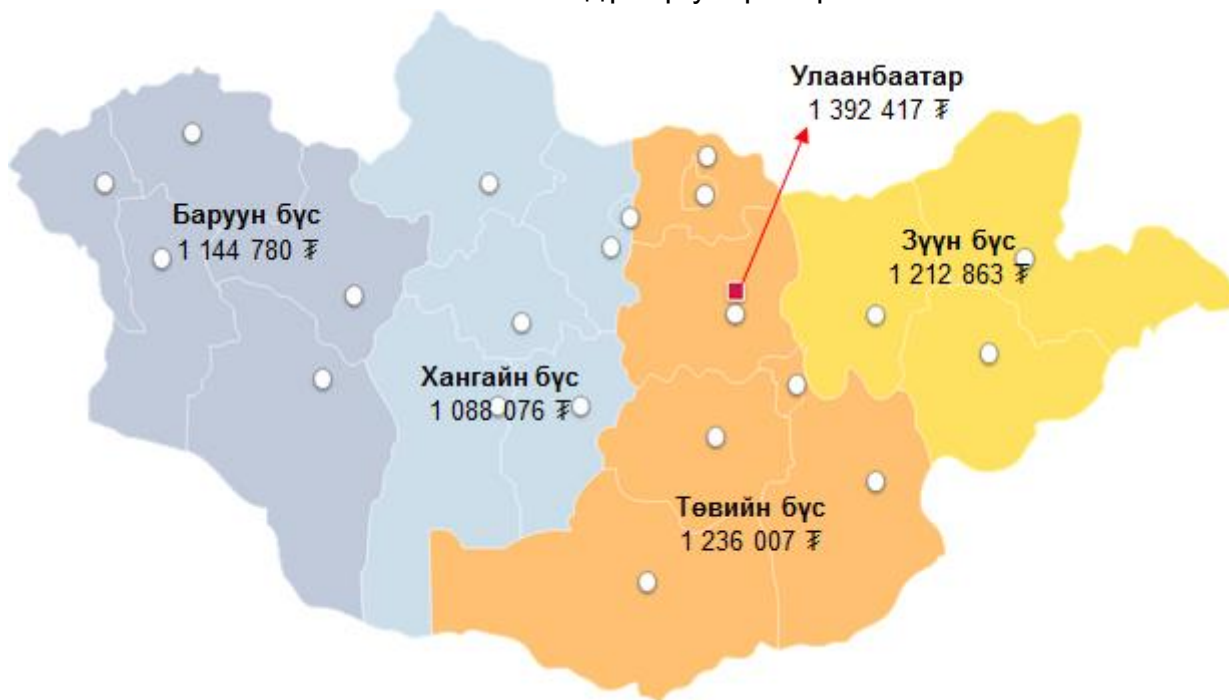 Улаанбаатар
1 392 417 ₮
Баруун бүс
1 144 780 ₮
Зүүн бүс
1 212 863 ₮
Хангайн бүс
1 088 076 ₮
Төвийн бүс
1 236 007 ₮